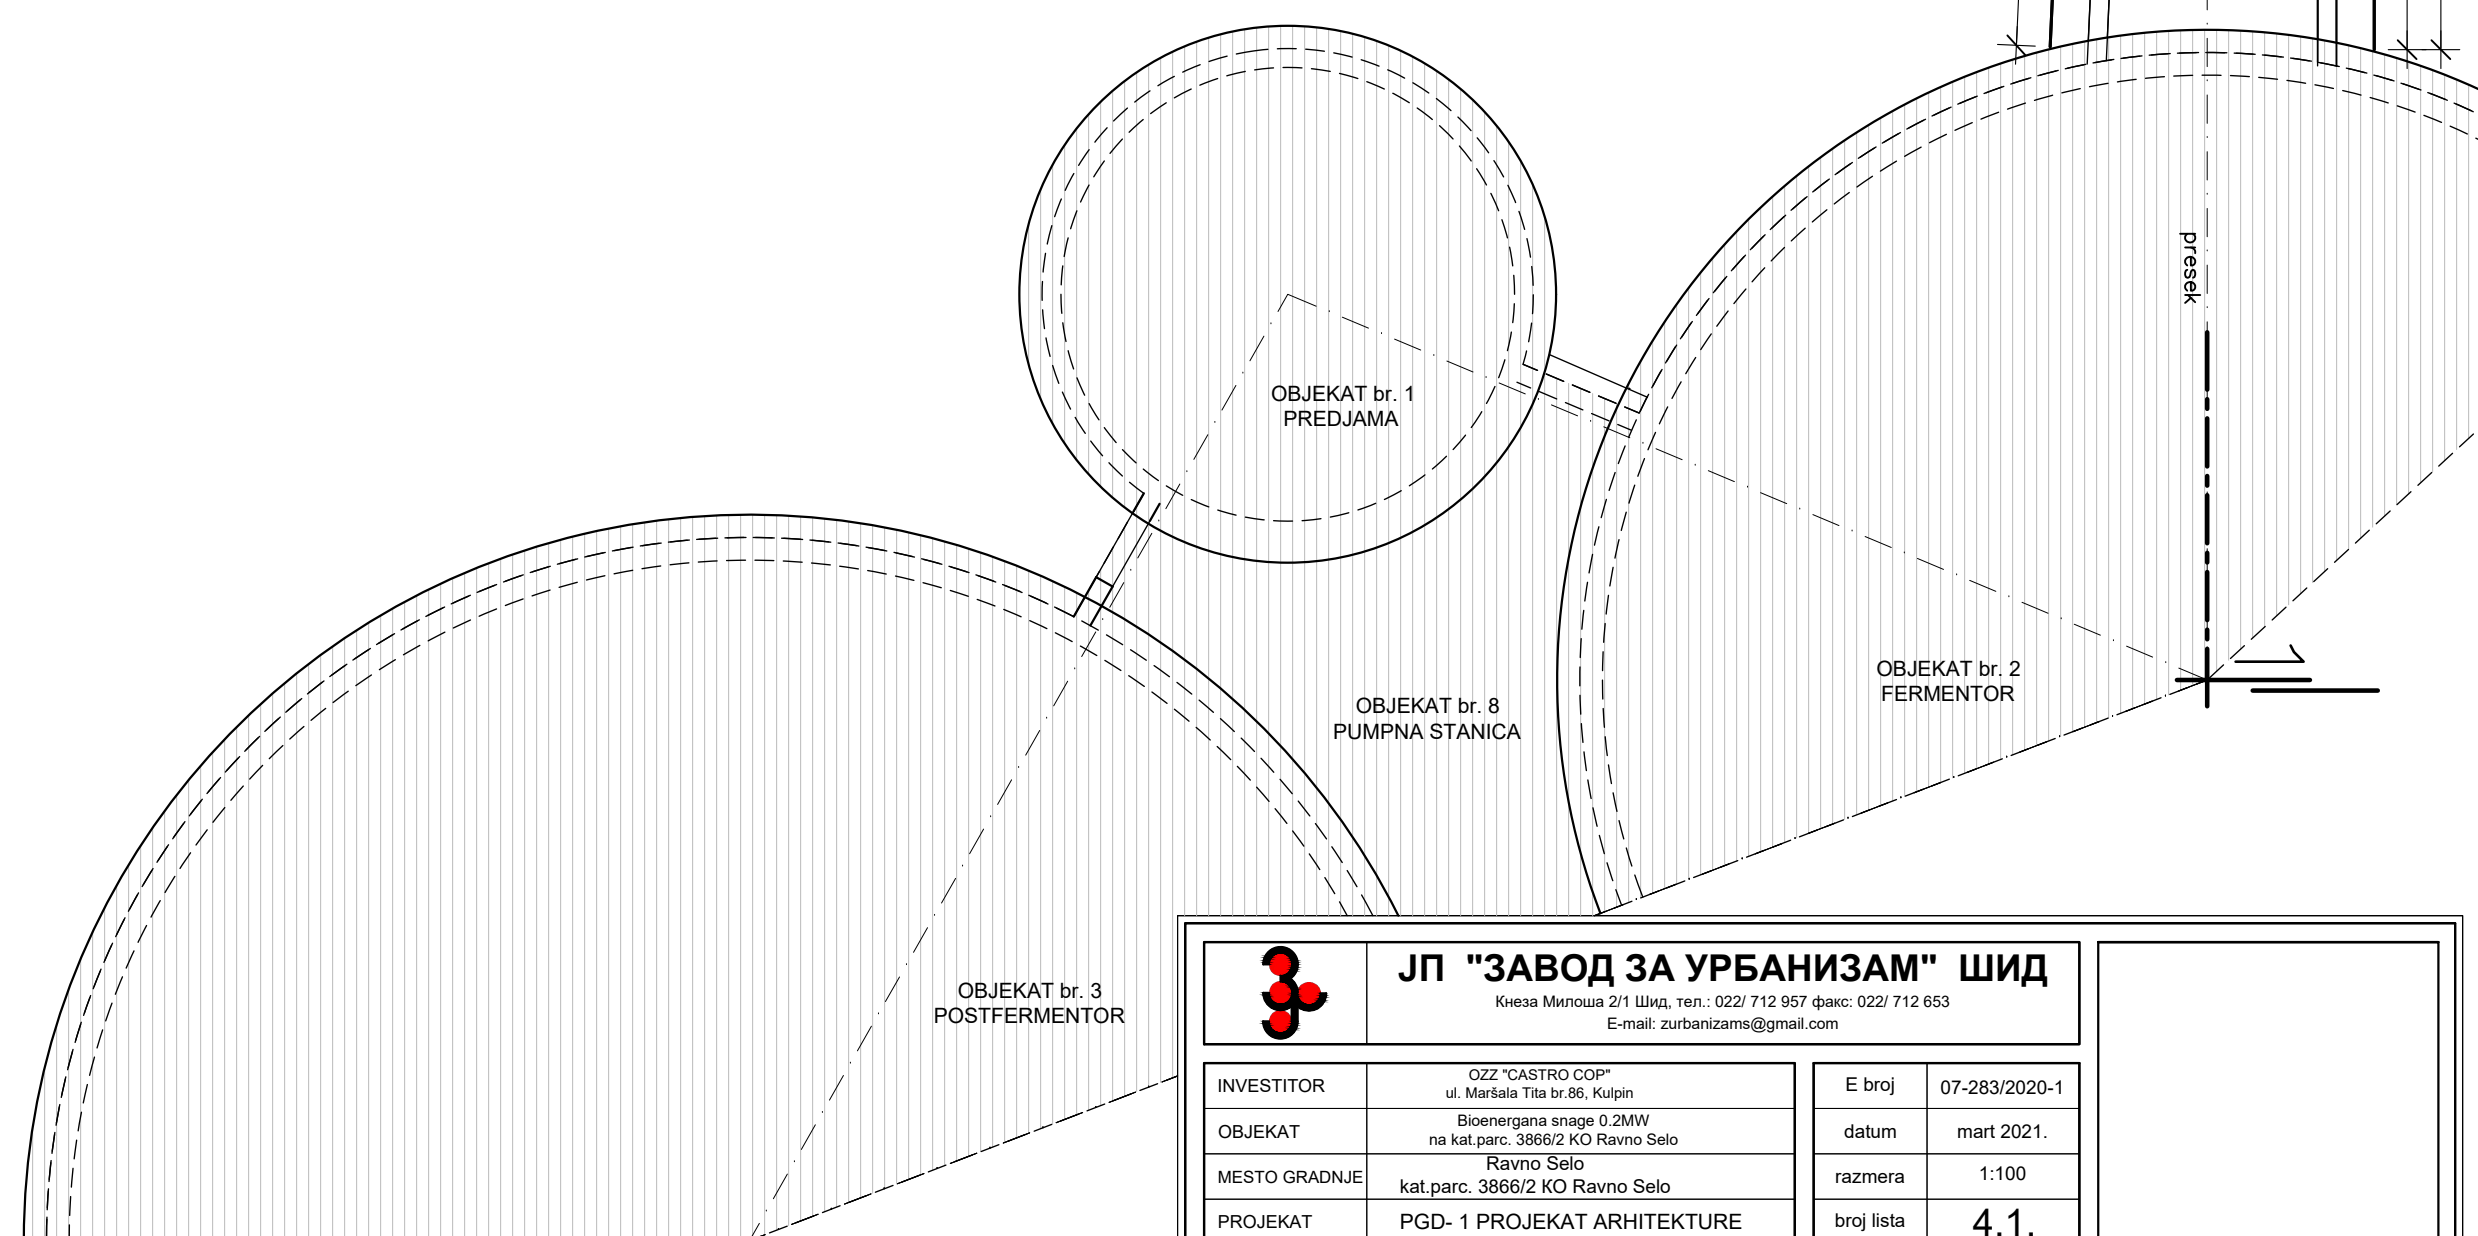 presek
OBJEKAT br. 1
PREDJAMA
OBJEKAT br. 2
FERMENTOR
1
OBJEKAT br. 8
PUMPNA STANICA
OBJEKAT br. 3
POSTFERMENTOR
ЈП "ЗАВОД ЗА УРБАНИЗАМ" ШИД
Кнеза Милоша 2/1 Шид, тел.: 022/ 712 957 факс: 022/ 712 653
E-mail: zurbanizams@gmail.com
INVESTITOR
OZZ "CASTRO COP"
ul. Maršala Tita br.86, Kulpin
E broj
07-283/2020-1
OBJEKAT
Bioenergana snage 0.2MW
na kat.parc. 3866/2 KO Ravno Selo
datum
mart 2021.
MESTO GRADNJE
Ravno Selo
kat.parc. 3866/2 KO Ravno Selo
razmera
1:100
PROJEKAT
PGD- 1 PROJEKAT ARHITEKTURE
broj lista
4.1.